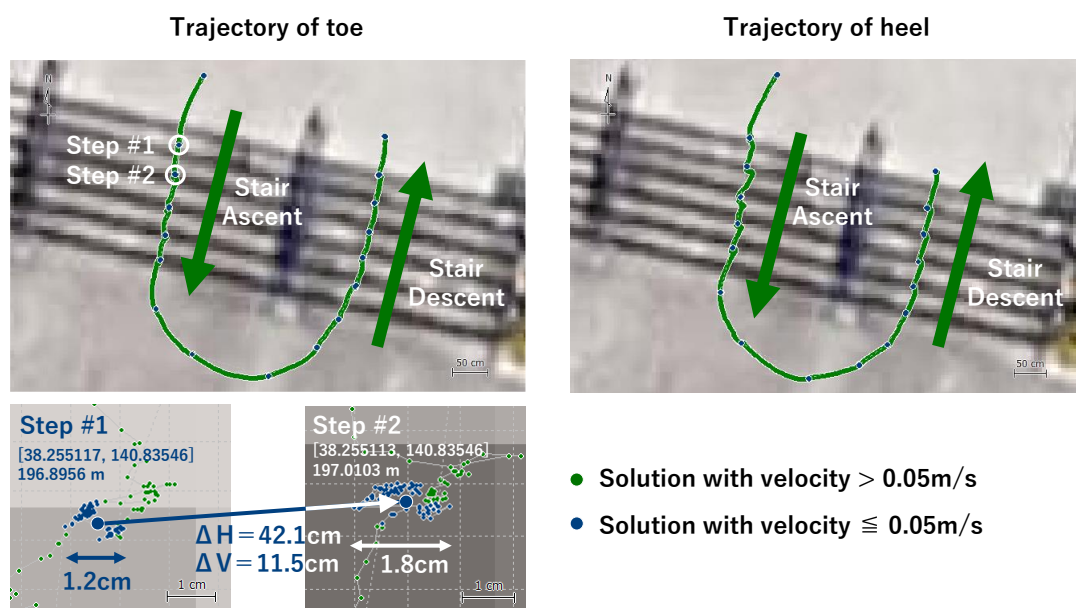 Trajectory of toe
Trajectory of heel
N
Step #1
Step #2
Stair
Ascent
Stair
Descent
50 cm
N
Stair
Ascent
Stair
Descent
50 cm
Step #1
[38.255117, 140.83546]
196.8956 m
1.2cm
1 cm
ΔH=42.1cm
ΔV=11.5cm
Step #2
[38.255113, 140.83546]
197.0103 m
1.8cm
1 cm
Solution with velocity > 0.05m/s
Solution with velocity ≦ 0.05m/s